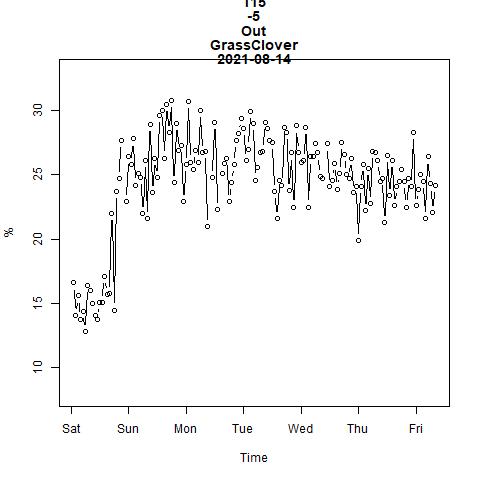 T15
-5
Out
GrassClover
2021-08-14
%
30
25
20
15
10
Sat
Sun
Mon
Tue
Wed
Thu
Fri
Time